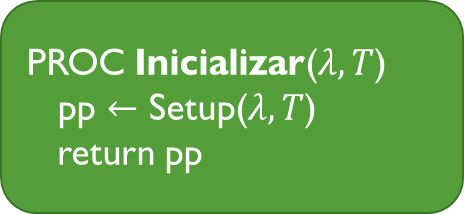 PROC Inicializar(λ, T)
pp ← Setup(λ, T)
return pp